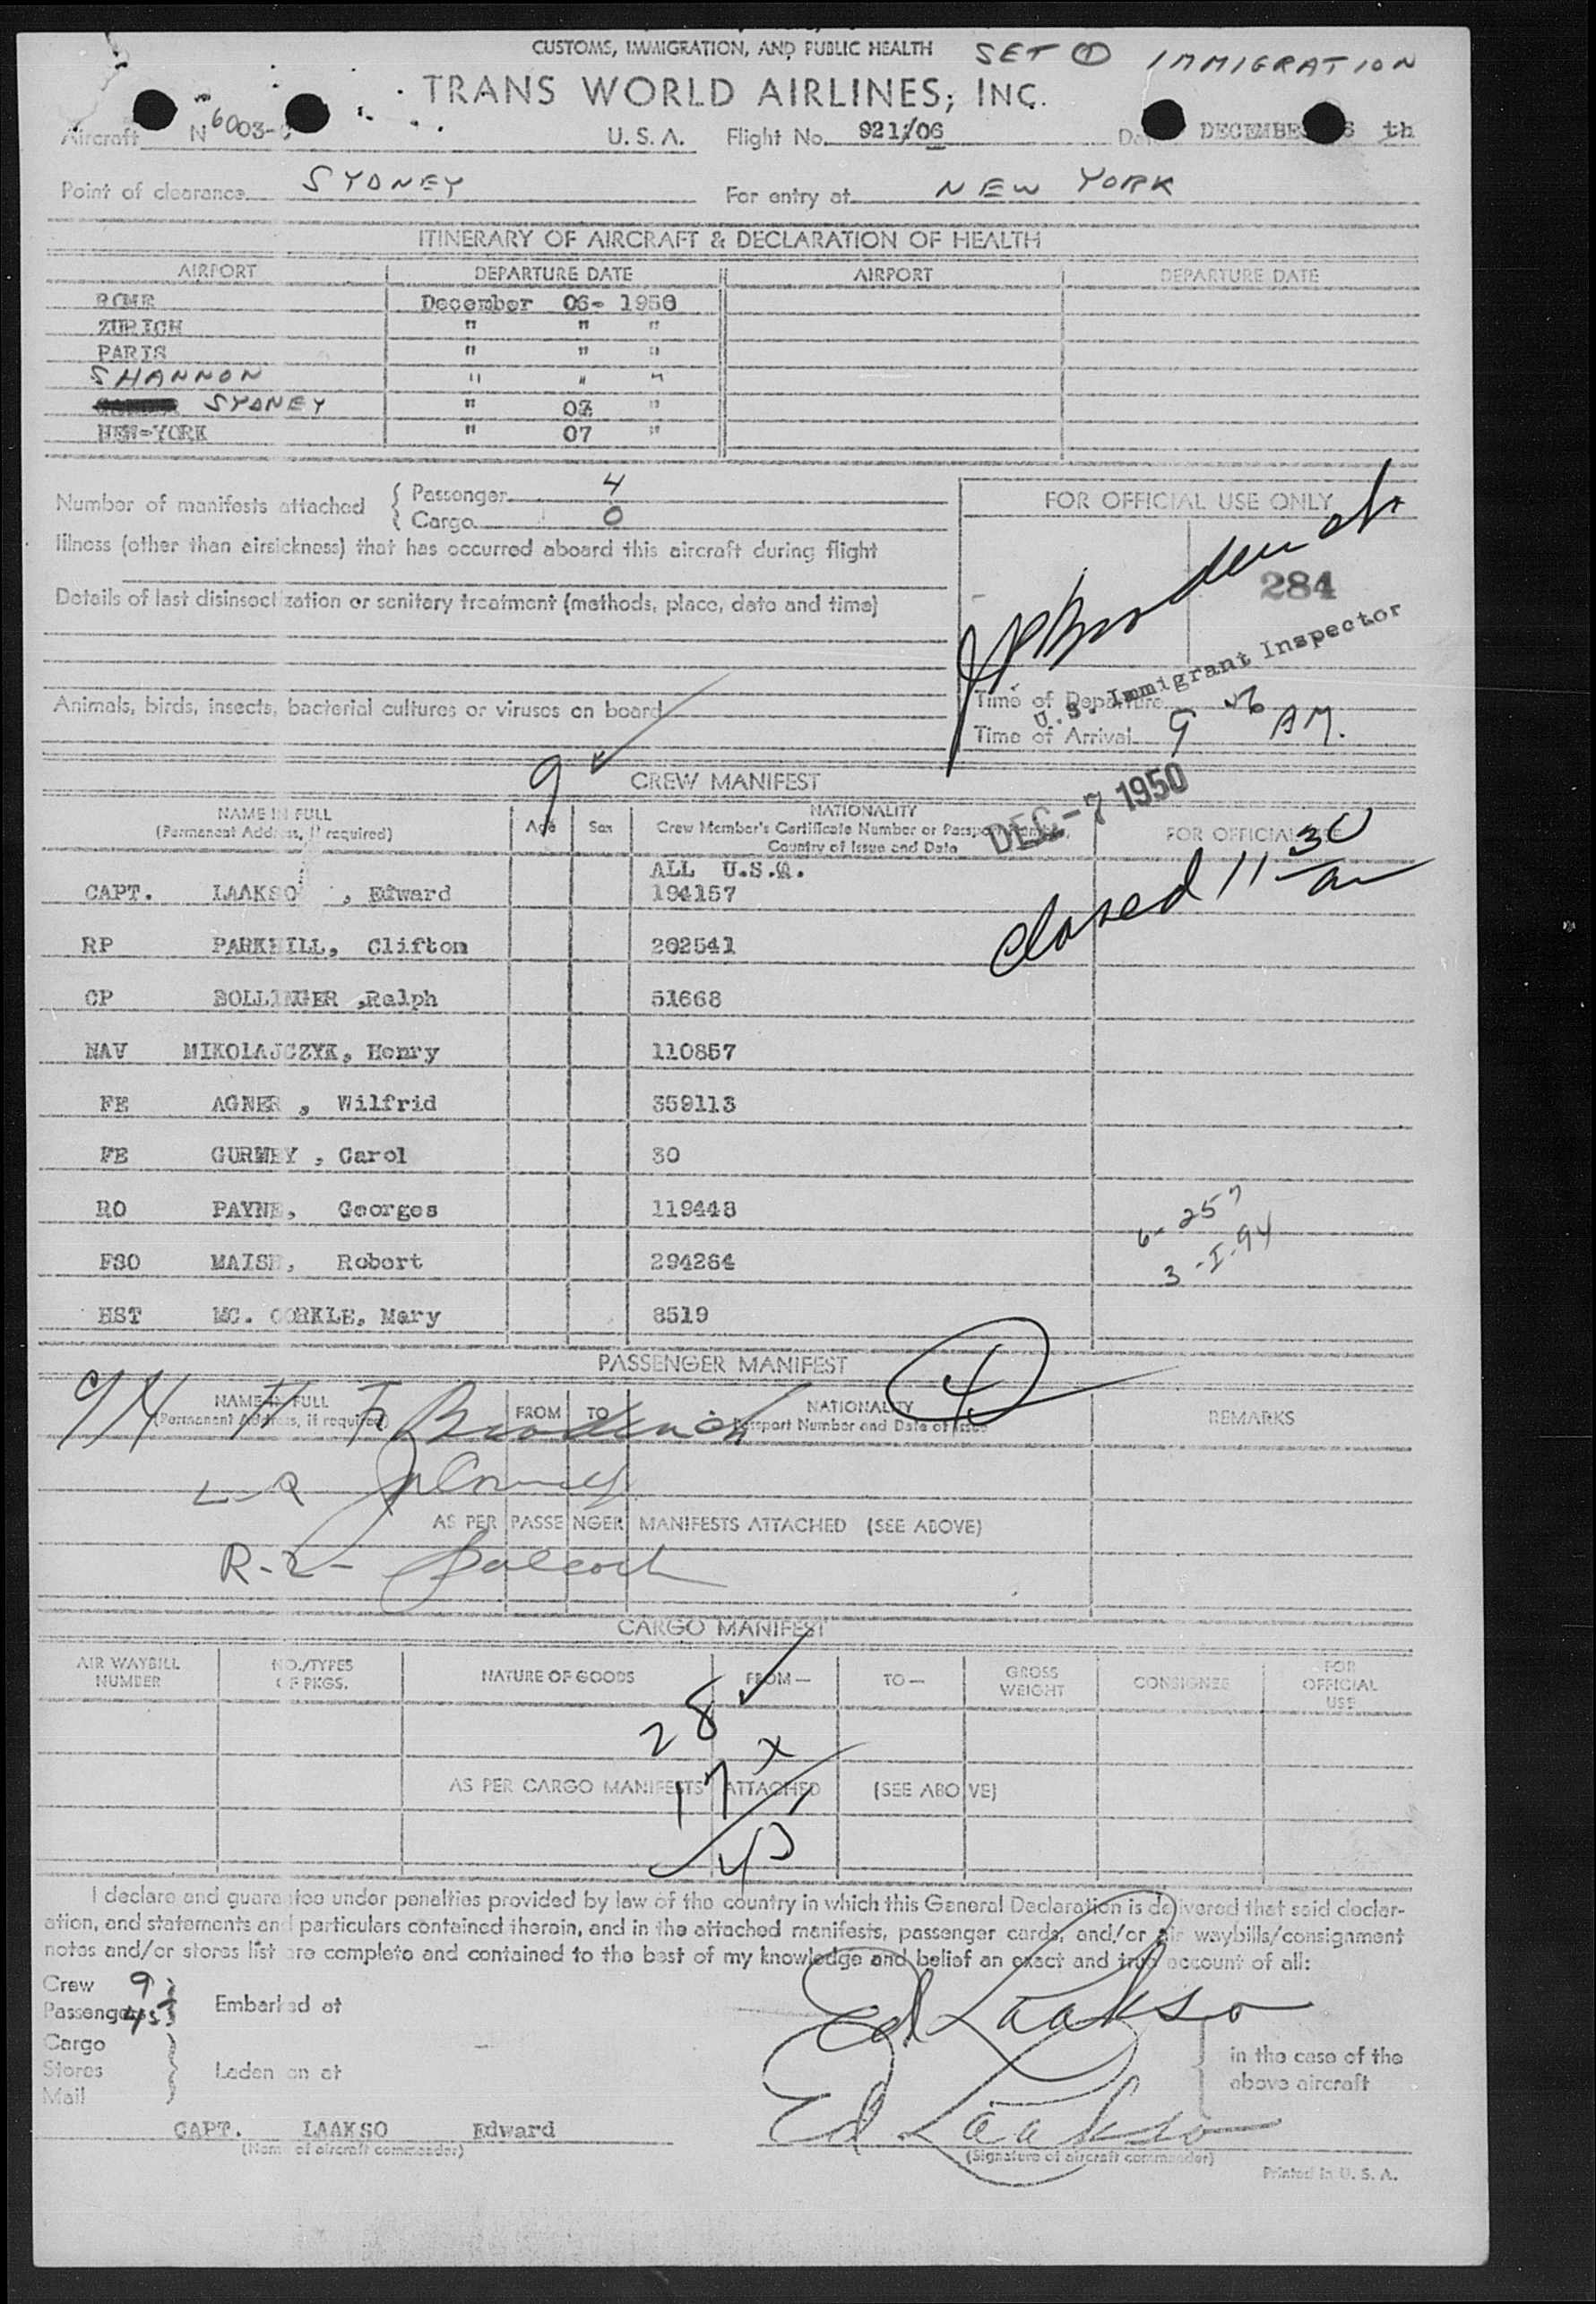 CUSTOMS, IMMIGRATION, AND PUBLIC HEALTH SET ① IMMIGRATION
TRANS WORLD AIRLINES, INC.
Aircraft N 6003- U. S. A. Flight No. 921/06 DECEMBE th
Point of clearance SYDNEY For entry at NEW YORK
ITINERARY OF AIRCRAFT & DECLARATION OF HEALTH
AIRPORT DEPARTURE DATE AIRPORT DEPARTURE DATE
ROME December 06- 1950
ZURICH " " "
PARIS " " "
SHANNON " " "
SYDNEY " 07 "
NEW-YORK " 07 "
Number of manifests attached { Passenger 4
{ Cargo 0
FOR OFFICIAL USE ONLY
Illness (other than airsickness) that has occurred aboard this aircraft during flight
284
Details of last disinsectization or sanitary treatment (methods, place, date and time)
U.S. Immigrant Inspector
Time of Departure
Animals, birds, insects, bacterial cultures or viruses on board
Time of Arrival 9 AM.
9 CREW MANIFEST
DEC -7 1950
NAME IN FULL
(Permanent Address, if required) Age Sex NATIONALITY
Crew Member's Certificate Number or Passport Number,
Country of Issue and Date FOR OFFICIAL USE
closed 11 30 am
ALL U.S.A.
CAPT. LAAKSO , Edward 194157
RP PARKHILL, Clifton 202541
CP BOLLINGER ,Ralph 51668
NAV MIKOLAJCZYK, Henry 110857
FE AGNER , Wilfrid 359113
FE GURNEY , Carol 30
RO PAYNE, Georges 119448
6- 257
FSO MAISH, Robert 294264
3 -I-94
HST MC. CORKLE, Mary 8519
PASSENGER MANIFEST 4
NAME IN FULL
(Permanent Address, if required) FROM TO NATIONALITY
Passport Number and Date of Issue REMARKS
AS PER PASSENGER MANIFESTS ATTACHED (SEE ABOVE)
R-2-
CARGO MANIFEST
AIR WAYBILL
NUMBER NO./TYPES
OF PKGS. NATURE OF GOODS FROM— TO— GROSS
WEIGHT CONSIGNEE FOR
OFFICIAL
USE
28
17 x
AS PER CARGO MANIFESTS ATTACHED (SEE ABOVE)
45
I declare and guarantee under penalties provided by law of the country in which this General Declaration is delivered that said declar-
ation, and statements and particulars contained therein, and in the attached manifests, passenger cards, and/or air waybills/consignment
notes and/or stores list are complete and contained to the best of my knowledge and belief an exact and true account of all:
Crew 9 }
Passengers 45 } Embarked at
Ed Laakso
Cargo }
Stores } Laden on at
Mail }
in the case of the
above aircraft
Ed Laakso
CAPT. LAAKSO Edward
(Name of aircraft commander) (Signature of aircraft commander)
Printed in U. S. A.